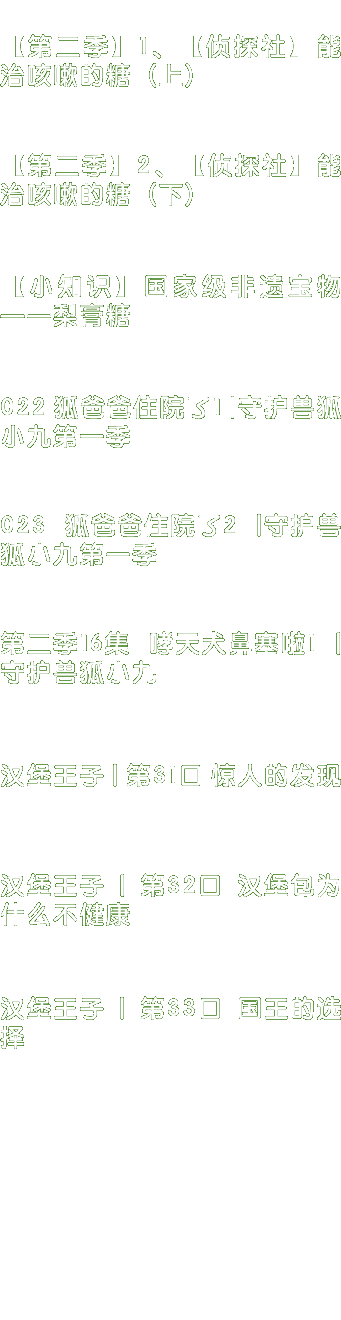 【第二季】1、【侦探社】能
治咳嗽的糖（上）
【第二季】2、【侦探社】能
治咳嗽的糖（下）
【小知识】国家级非遗宝物
——梨膏糖
C22 狐爸爸住院了1|守护兽狐
小九第一季
C23 狐爸爸住院了2 |守护兽
狐小九第一季
第二季16集 哮天犬鼻塞啦1 |
守护兽狐小九
汉堡王子|第31口 惊人的发现
汉堡王子 | 第32口 汉堡包为
什么不健康
汉堡王子 | 第33口 国王的选
择